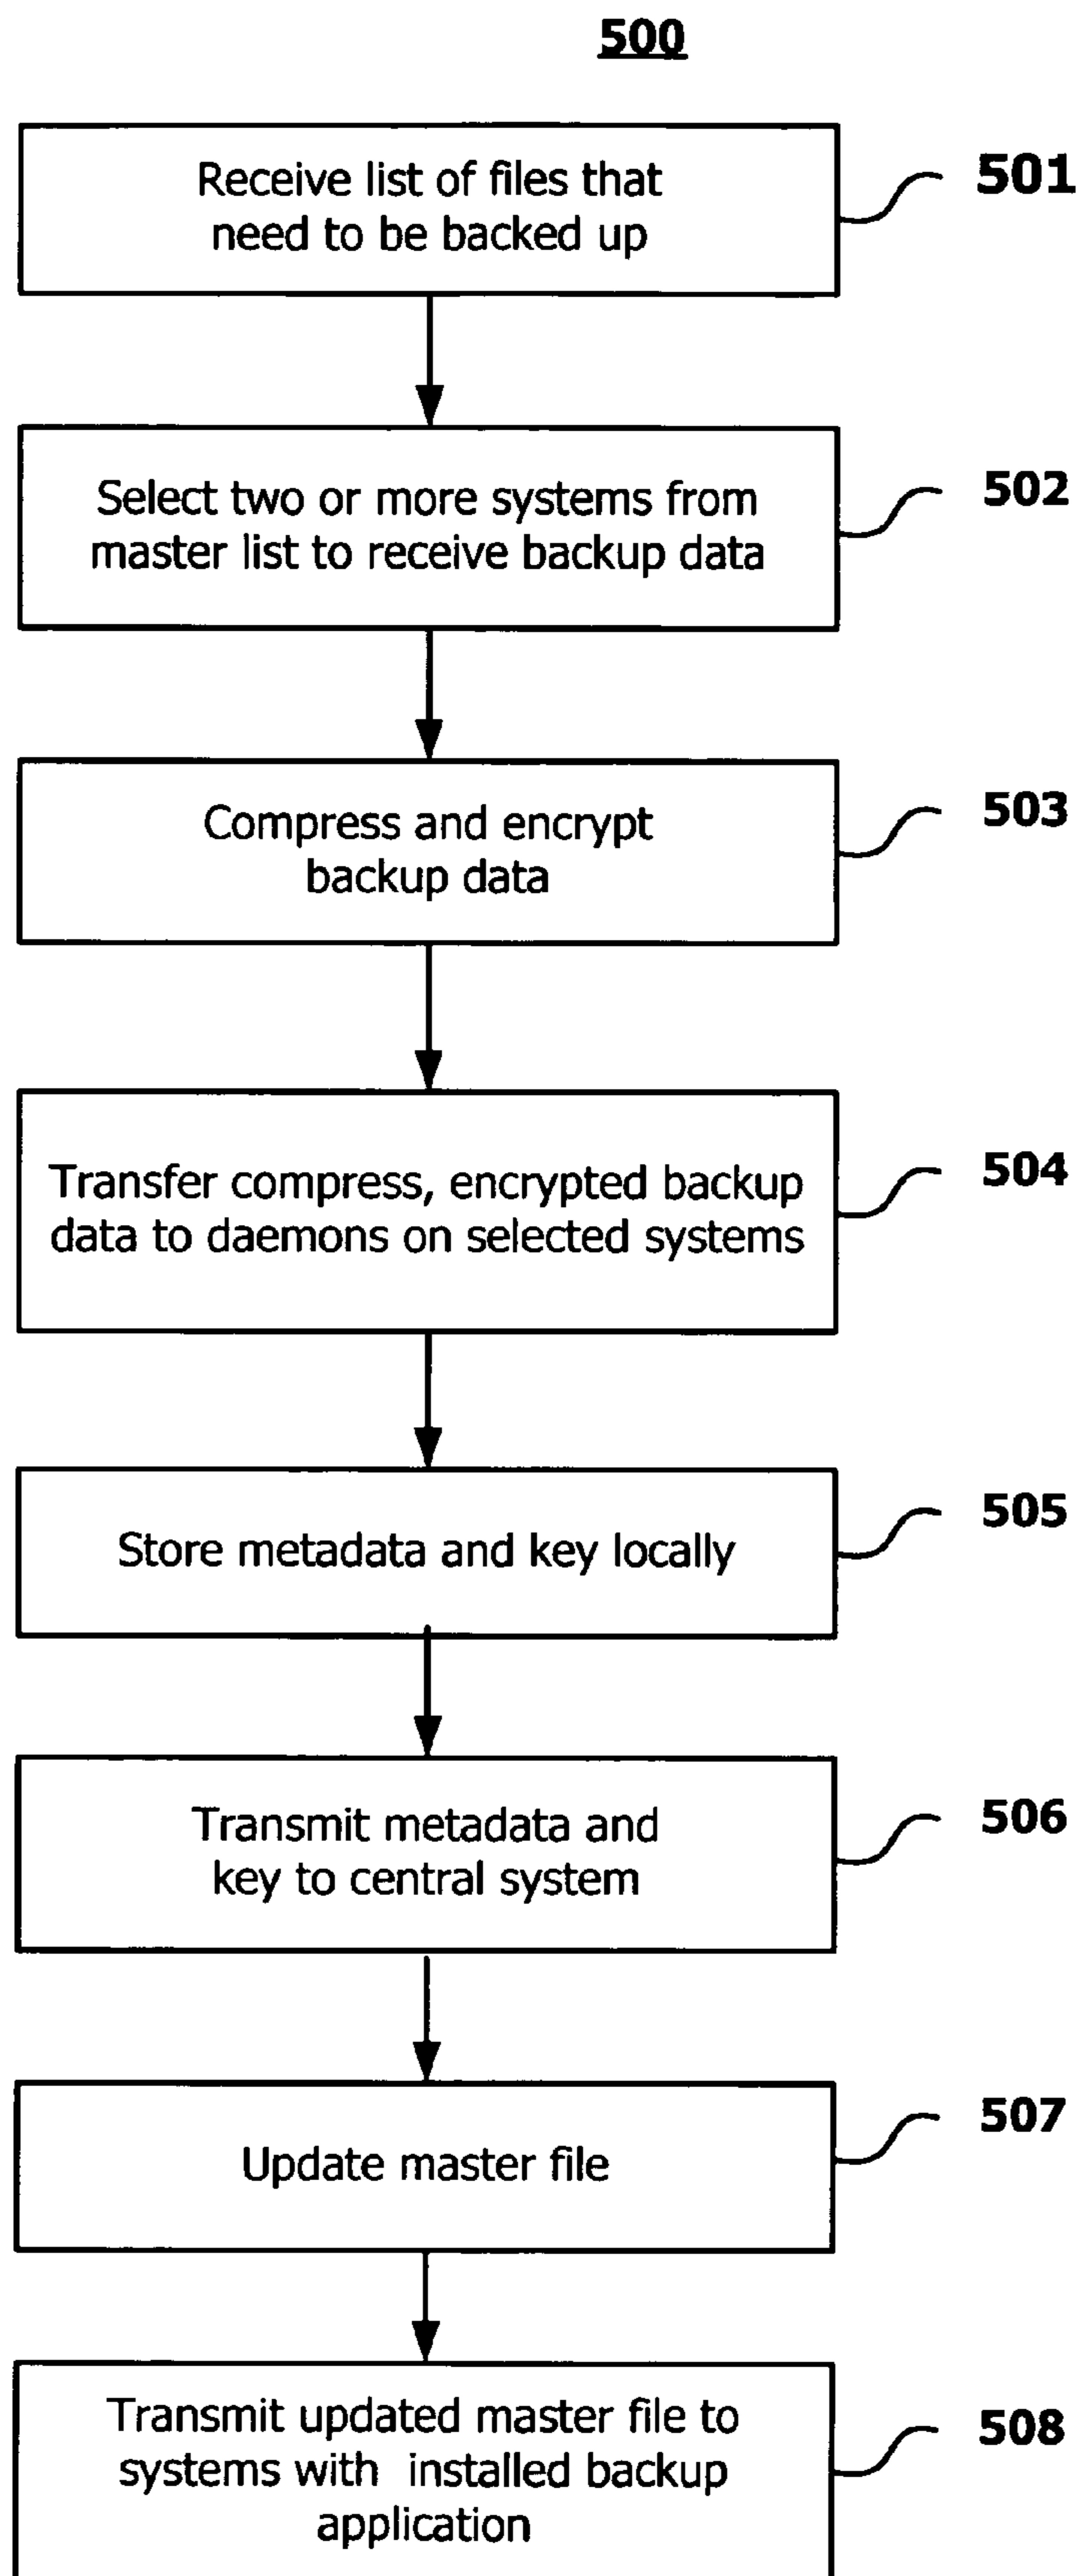 500
Receive list of files that
need to be backed up
501
Select two or more systems from
master list to receive backup data
502
Compress and encrypt
backup data
503
Transfer compress, encrypted backup
data to daemons on selected systems
504
Store metadata and key locally
505
Transmit metadata and
key to central system
506
Update master file
507
Transmit updated master file to
systems with installed backup
application
508